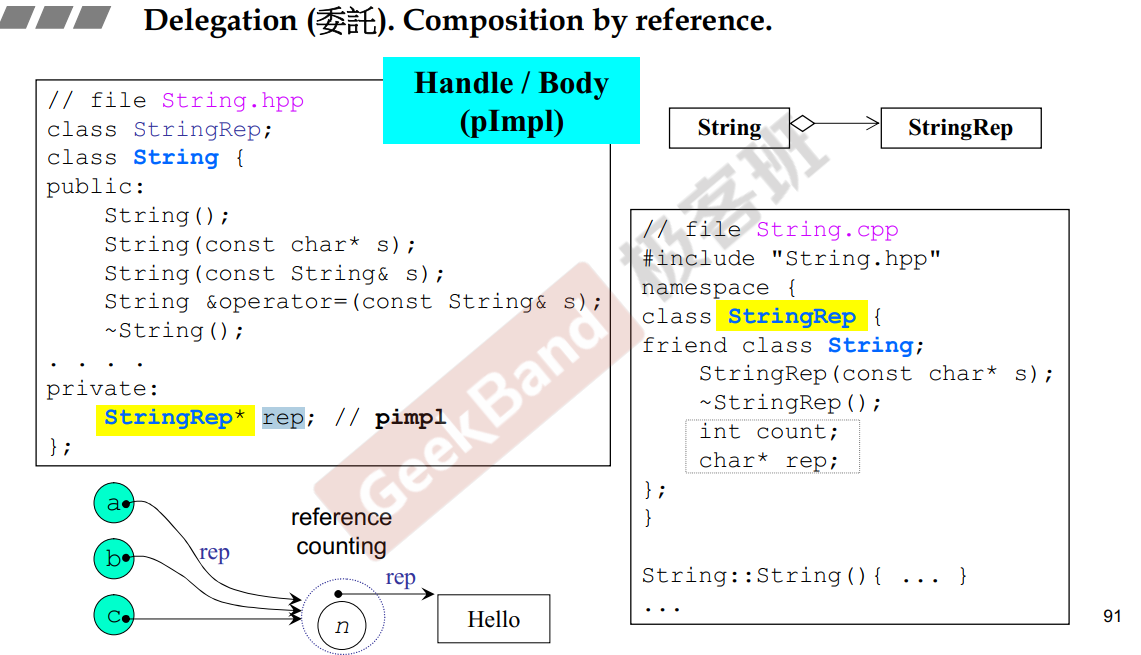 Delegation (委託). Composition by reference.
Handle / Body
(pImpl)
// file String.hpp
class StringRep;
class String {
public:
    String();
    String(const char* s);
    String(const String& s);
    String &operator=(const String& s);
    ~String();
. . . .
private:
    StringRep* rep; // pimpl
};
String
StringRep
// file String.cpp
#include "String.hpp"
namespace {
class StringRep {
friend class String;
    StringRep(const char* s);
    ~StringRep();
    int count;
    char* rep;
};
}
String::String(){ ... }
...
a
b
c
rep
reference
counting
rep
n
Hello
GeekBand
极客班
91